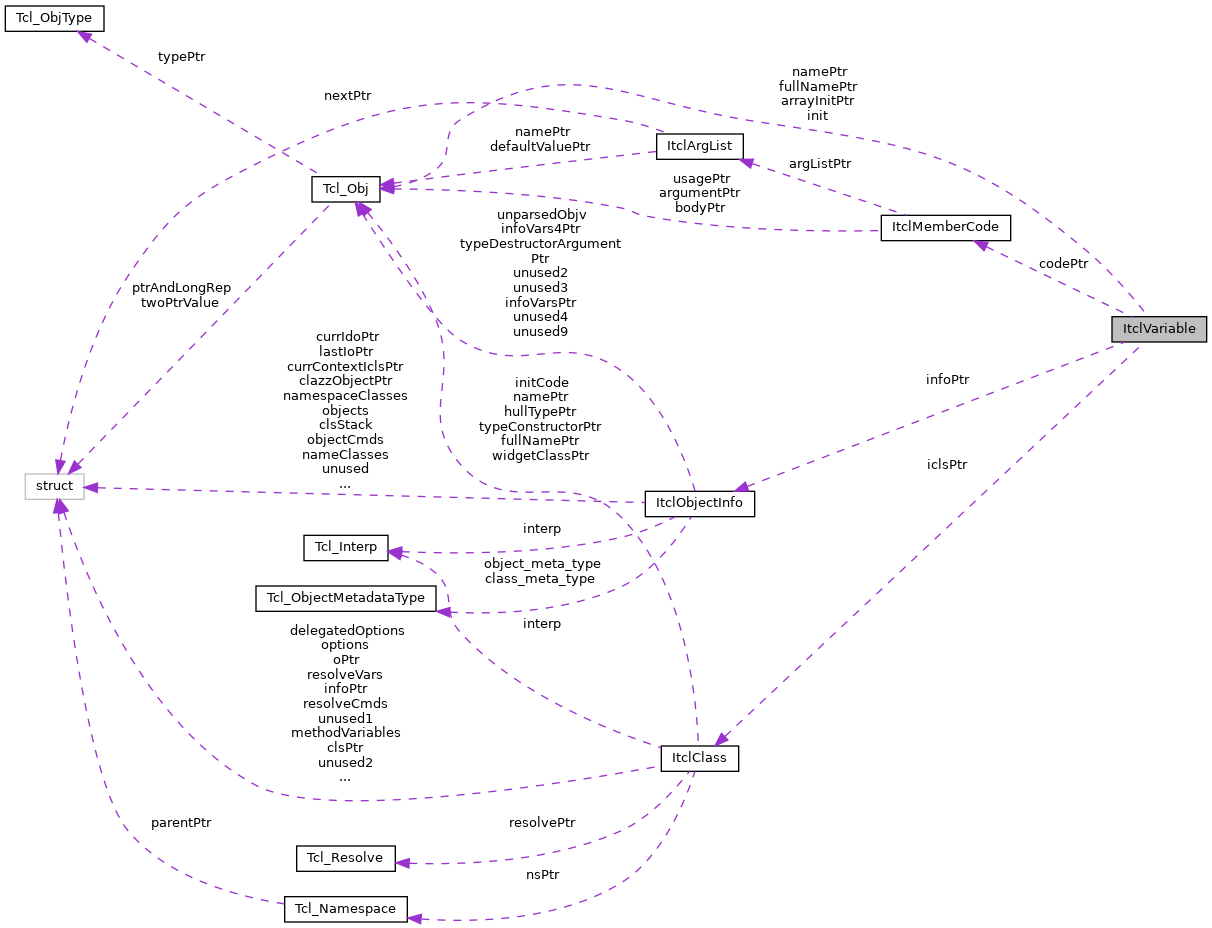 Tcl_ObjType
typePtr
nextPtr
namePtr
fullNamePtr
arrayInitPtr
init
namePtr
defaultValuePtr
ItclArgList
argListPtr
Tcl_Obj
usagePtr
argumentPtr
bodyPtr
ItclMemberCode
codePtr
ItclVariable
unparsedObjv
infoVars4Ptr
typeDestructorArgument
Ptr
unused2
unused3
infoVarsPtr
unused4
unused9
ptrAndLongRep
twoPtrValue
currIdoPtr
lastIoPtr
currContextIclsPtr
clazzObjectPtr
namespaceClasses
objects
clsStack
objectCmds
nameClasses
unused
...
initCode
namePtr
hullTypePtr
typeConstructorPtr
fullNamePtr
widgetClassPtr
infoPtr
iclsPtr
struct
ItclObjectInfo
interp
Tcl_Interp
object_meta_type
class_meta_type
Tcl_ObjectMetadataType
interp
delegatedOptions
options
oPtr
resolveVars
infoPtr
resolveCmds
unused1
methodVariables
clsPtr
unused2
...
ItclClass
parentPtr
resolvePtr
Tcl_Resolve
nsPtr
Tcl_Namespace